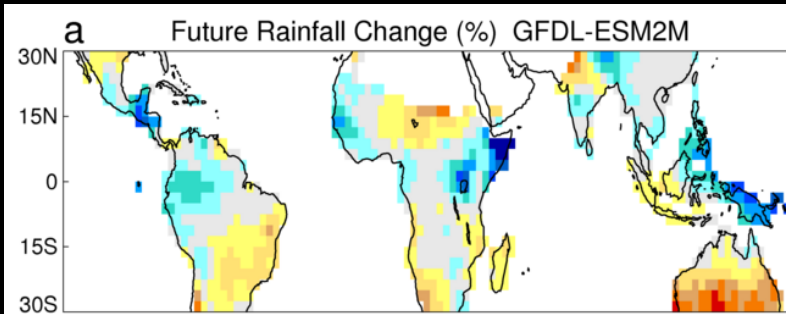 a Future Rainfall Change (%) GFDL-ESM2M
30N
15N
0
15S
30S